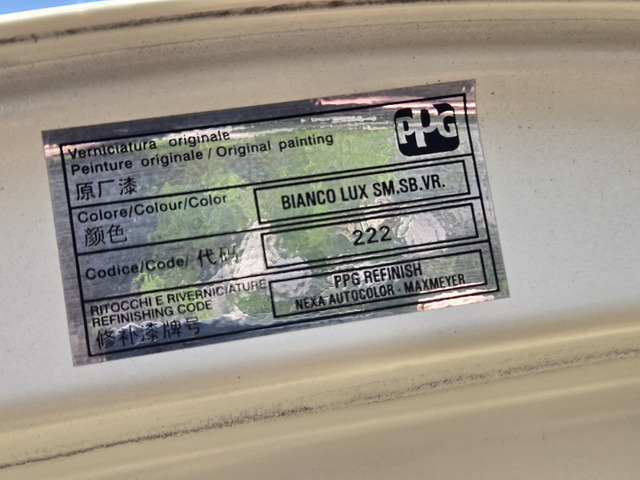 Verniciatura originale
Peinture originale / Original painting
PPG
原厂漆
Colore/Colour/Color
颜色
BIANCO LUX SM.SB.VR.
Codice/Code/代码
222
RITOCCHI E RIVERNICIATURE
REFINISHING CODE
修补漆牌号
PPG REFINISH
NEXA AUTOCOLOR - MAXMEYER